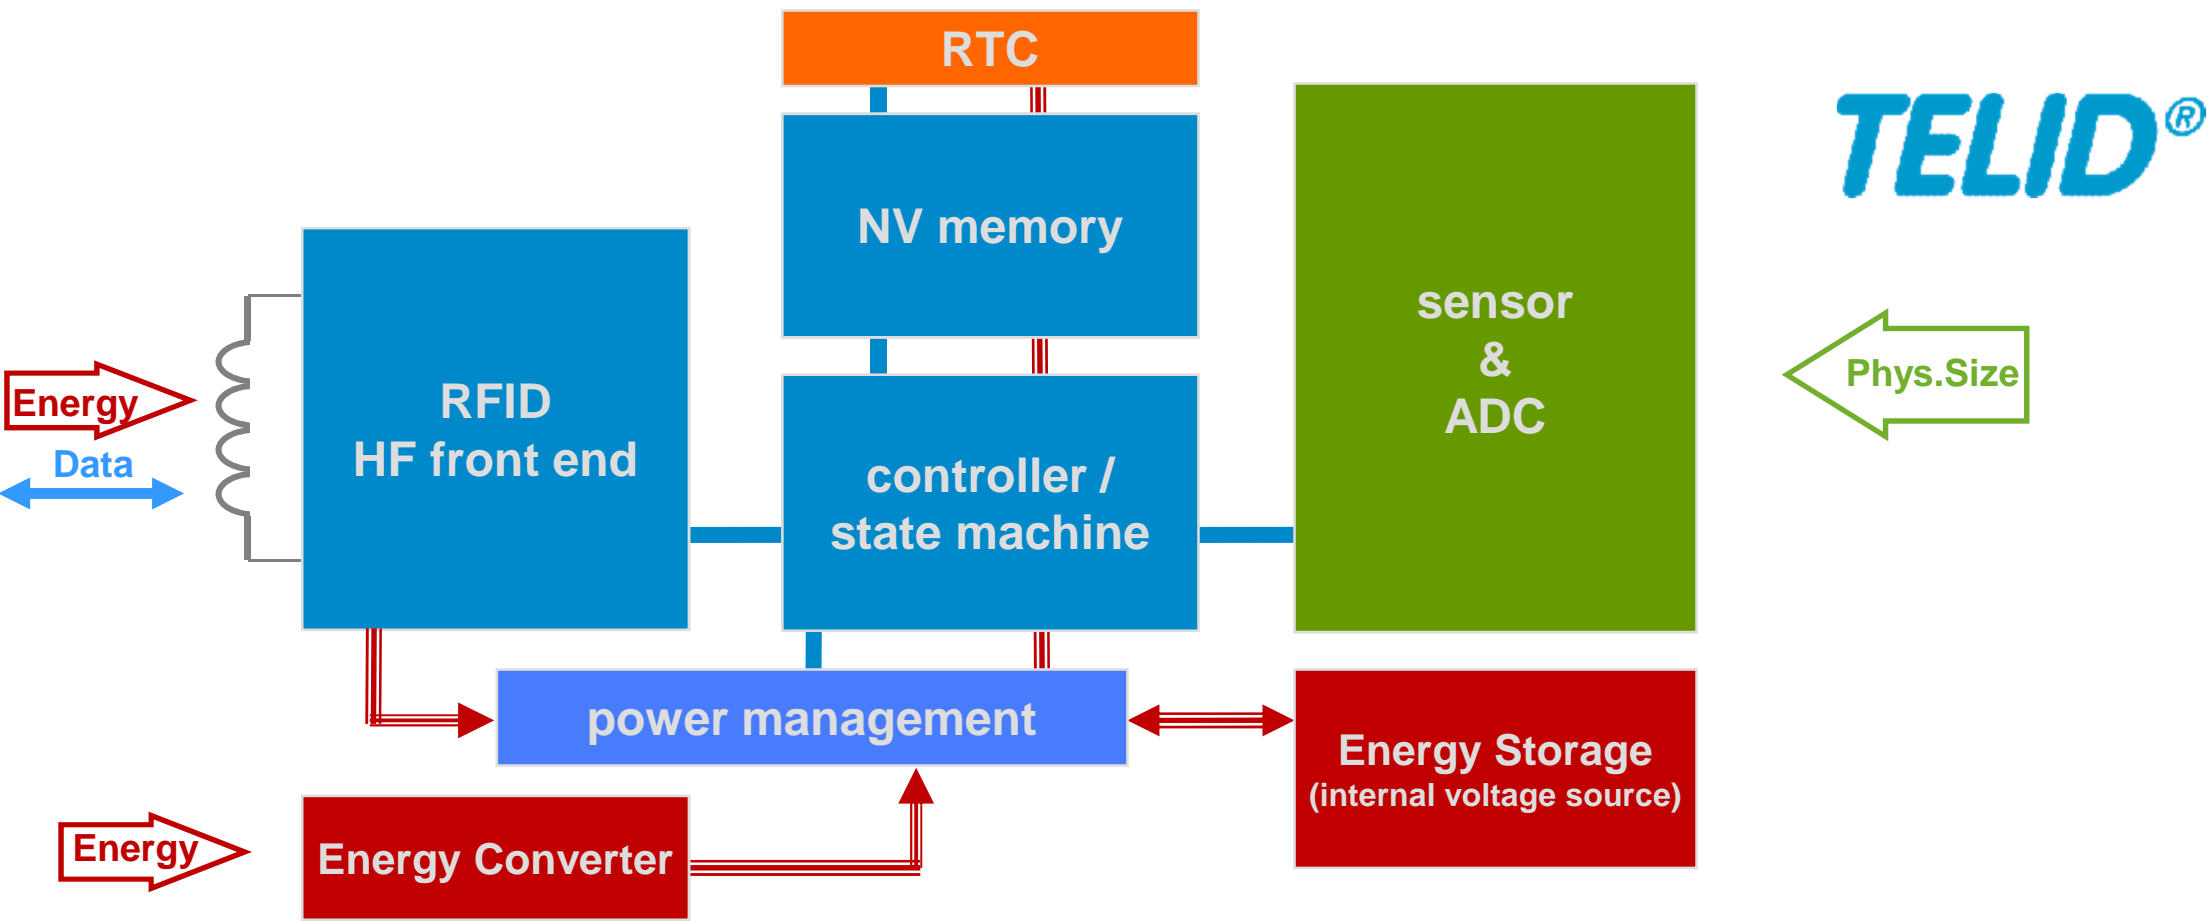 RTC
TELID®
NV memory
sensor
&
ADC
RFID
HF front end
Energy
Data
Phys.Size
controller /
state machine
power management
Energy Storage
(internal voltage source)
Energy
Energy Converter